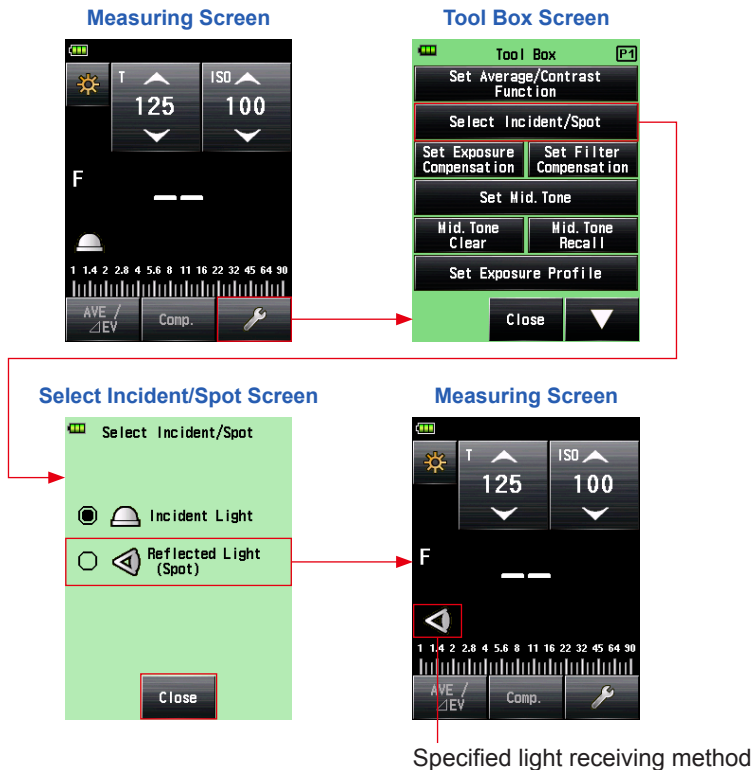 Measuring Screen
T
ISO
125
100
F
1 1.4 2 2.8 4 5.6 8 11 16 22 32 45 64 90
AVE /
⊿EV
Comp.
Tool Box Screen
Tool Box
P1
Set Average/Contrast
Function
Select Incident/Spot
Set Exposure
Compensation
Set Filter
Compensation
Set Mid. Tone
Mid. Tone
Clear
Mid. Tone
Recall
Set Exposure Profile
Close
Select Incident/Spot Screen
Select Incident/Spot
Incident Light
Reflected Light
(Spot)
Close
Measuring Screen
T
ISO
125
100
F
1 1.4 2 2.8 4 5.6 8 11 16 22 32 45 64 90
AVE /
⊿EV
Comp.
Specified light receiving method